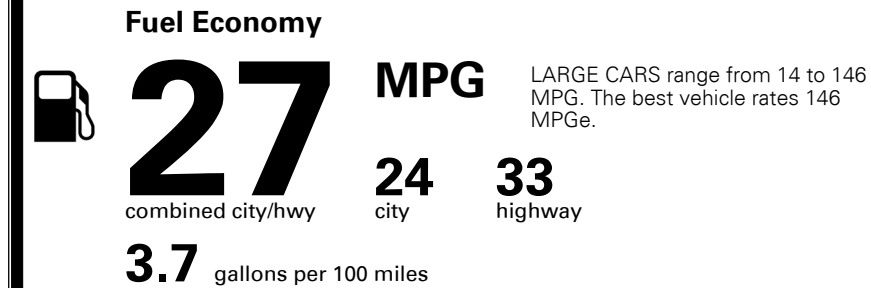 Fuel Economy
27 MPG
LARGE CARS range from 14 to 146
MPG. The best vehicle rates 146
MPGe.
24 33
combined city/hwy city highway
3.7 gallons per 100 miles